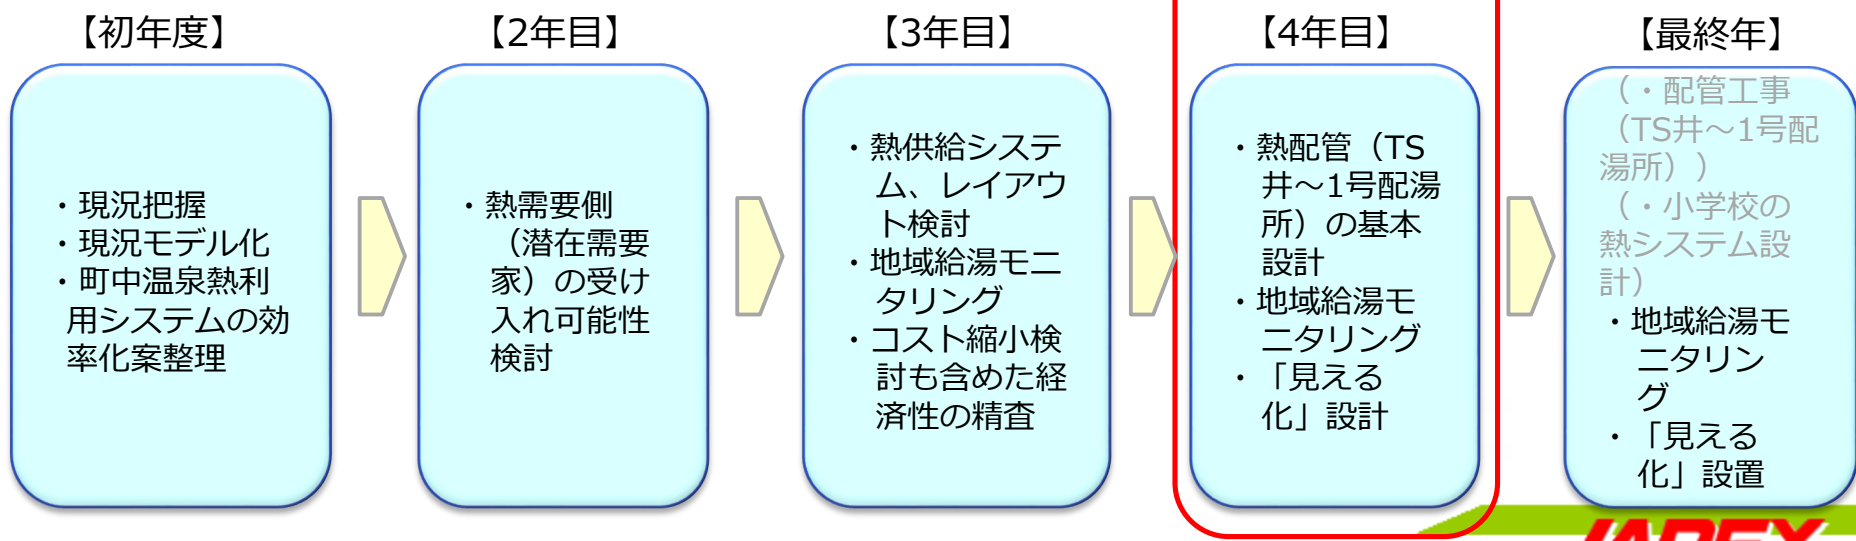 【初年度】
・現況把握
・現況モデル化
・町中温泉熱利
用システムの効
率化案整理
【2年目】
・熱需要側
（潜在需要
家）の受け
入れ可能性
検討
【3年目】
・熱供給システ
ム、レイアウ
ト検討
・地域給湯モニ
タリング
・コスト縮小検
討も含めた経
済性の精査
【4年目】
・熱配管（TS
井～1号配湯
所）の基本
設計
・地域給湯モ
ニタリング
・「見える
化」設計
【最終年】
（・配管工事
（TS井～1号配
湯所））
（・小学校の
熱システム設
計）
・地域給湯モ
ニタリン
グ
・「見える
化」設置
JAPEX